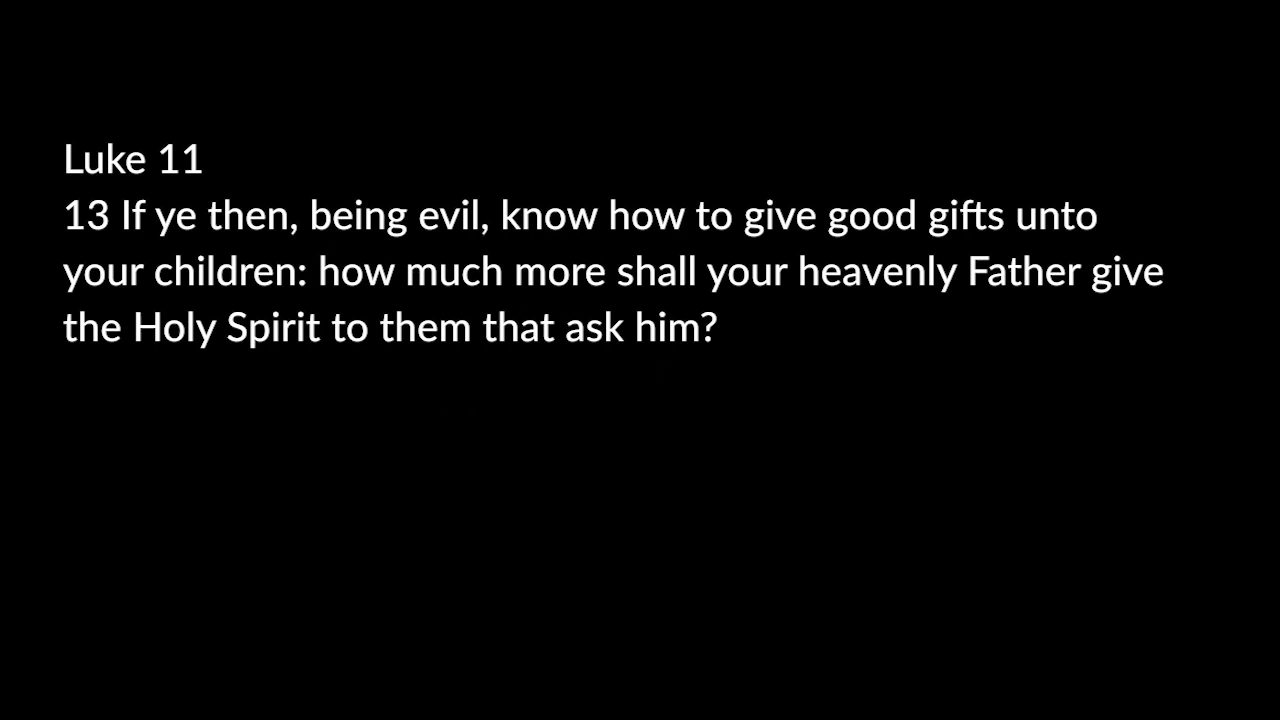 Luke 11
13 If ye then, being evil, know how to give good gifts unto
your children: how much more shall your heavenly Father give
the Holy Spirit to them that ask him?